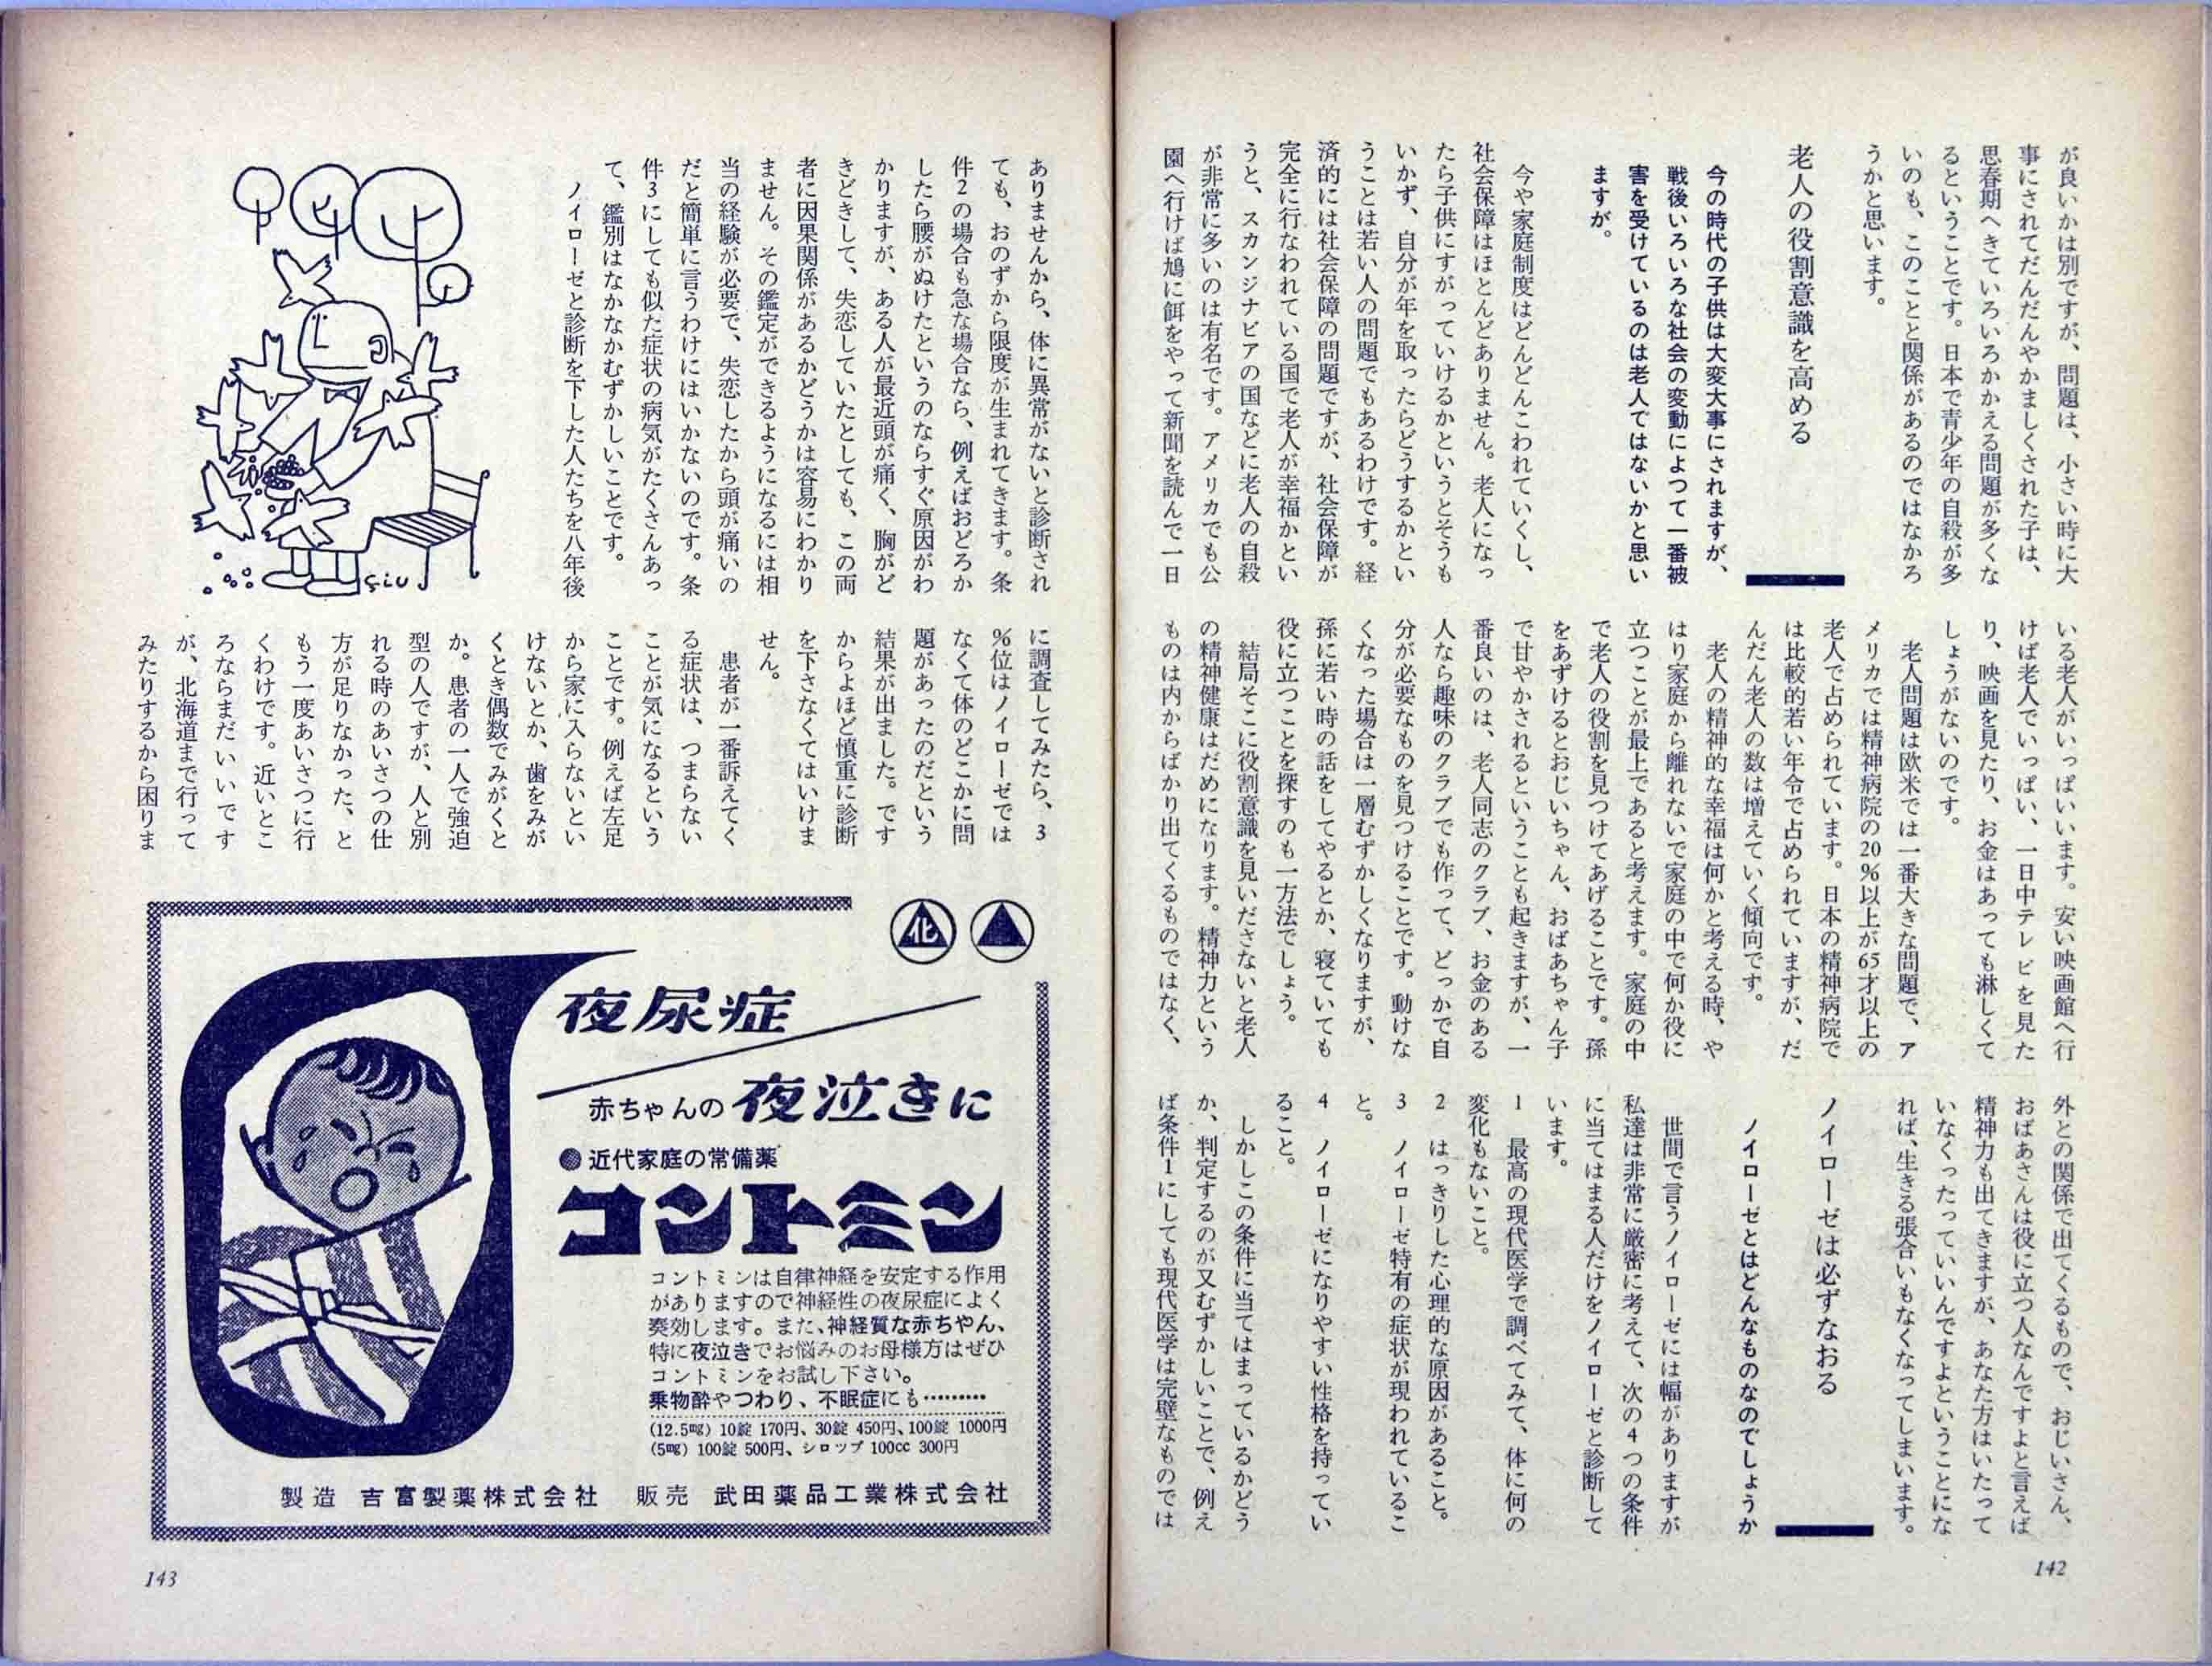 が良いかは別ですが、問題は、小さい時に大
事にされてだんだんやかましくされた子は、
思春期へきていろいろかかえる問題が多くな
るということです。日本で青少年の自殺が多
いのも、このことと関係があるのではなかろ
うかと思います。
老人の役割意識を高める
今の時代の子供は大変大事にされますが、
戦後いろいろな社会の変動によつて一番被
害を受けているのは老人ではないかと思い
ますが。
今や家庭制度はどんどんこわれていくし、
社会保障はほとんどありません。老人になっ
たら子供にすがっていけるかというとそうも
いかず、自分が年を取ったらどうするかとい
うことは若い人の問題でもあるわけです。経
済的には社会保障の問題ですが、社会保障が
完全に行なわれている国で老人が幸福かとい
うと、スカンジナビアの国などに老人の自殺
が非常に多いのは有名です。アメリカでも公
園へ行けば鳩に餌をやって新聞を読んで一日
いる老人がいっぱいいます。安い映画館へ行
けば老人でいっぱい、一日中テレビを見た
り、映画を見たり、お金はあっても淋しくて
しょうがないのです。
老人問題は欧米では一番大きな問題で、ア
メリカでは精神病院の20％以上が65才以上の
老人で占められています。日本の精神病院で
は比較的若い年令で占められていますが、だ
んだん老人の数は増えていく傾向です。
老人の精神的な幸福は何かと考える時、や
はり家庭から離れないで家庭の中で何か役に
立つことが最上であると考えます。家庭の中
で老人の役割を見つけてあげることです。孫
をあずけるとおじいちゃん、おばあちゃん子
で甘やかされるということも起きますが、一
番良いのは、老人同志のクラブ、お金のある
人なら趣味のクラブでも作って、どっかで自
分が必要なものを見つけることです。動けな
くなった場合は一層むずかしくなりますが、
孫に若い時の話をしてやるとか、寝ていても
役に立つことを探すのも一方法でしょう。
結局そこに役割意識を見いださないと老人
の精神健康はだめになります。精神力という
ものは内からばかり出てくるものではなく、
外との関係で出てくるもので、おじいさん、
おばあさんは役に立つ人なんですよと言えば
精神力も出てきますが、あなた方はいたって
いなくったっていいんですよということにな
れば、生きる張合いもなくなってしまいます。
ノイローゼは必ずなおる
ノイローゼとはどんなものなのでしょうか
世間で言うノイローゼには幅がありますが
私達は非常に厳密に考えて、次の4つの条件
に当てはまる人だけをノイローゼと診断して
います。
1　最高の現代医学で調べてみて、体に何の
変化もないこと。
2　はっきりした心理的な原因があること。
3　ノイローゼ特有の症状が現われているこ
と。
4　ノイローゼになりやすい性格を持ってい
ること。
しかしこの条件に当てはまっているかどう
か、判定するのが又むずかしいことで、例え
ば条件1にしても現代医学は完璧なものでは
142
ありませんから、体に異常がないと診断され
ても、おのずから限度が生まれてきます。条
件2の場合も急な場合なら、例えばおどろか
したら腰がぬけたというのならすぐ原因がわ
かりますが、ある人が最近頭が痛く、胸がど
きどきして、失恋していたとしても、この両
者に因果関係があるかどうかは容易にわかり
ません。その鑑定ができるようになるには相
当の経験が必要で、失恋したから頭が痛いの
だと簡単に言うわけにはいかないのです。条
件3にしても似た症状の病気がたくさんあっ
て、鑑別はなかなかむずかしいことです。
ノイローゼと診断を下した人たちを八年後
ÇiU
に調査してみたら、3
％位はノイローゼでは
なくて体のどこかに問
題があったのだという
結果が出ました。です
からよほど慎重に診断
を下さなくてはいけま
せん。
患者が一番訴えてく
る症状は、つまらない
ことが気になるという
ことです。例えば左足
から家に入らないとい
けないとか、歯をみが
くとき偶数でみがくと
か。患者の一人で強迫
型の人ですが、人と別
れる時のあいさつの仕
方が足りなかった、と
もう一度あいさつに行
くわけです。近いとこ
ろならまだいいです
が、北海道まで行って
みたりするから困りま
化
夜尿症
赤ちゃんの夜泣きに
●近代家庭の常備薬
コントミン
コントミンは自律神経を安定する作用
がありますので神経性の夜尿症によく
奏効します。また、神経質な赤ちやん、
特に夜泣きでお悩みのお母様方はぜひ
コントミンをお試し下さい。
乗物酔やつわり、不眠症にも………
(12.5mg) 10錠 170円、30錠 450円、100錠 1000円
(5mg) 100錠 500円、シロップ 100cc 300円
製造 吉富製薬株式会社　販売 武田薬品工業株式会社
143